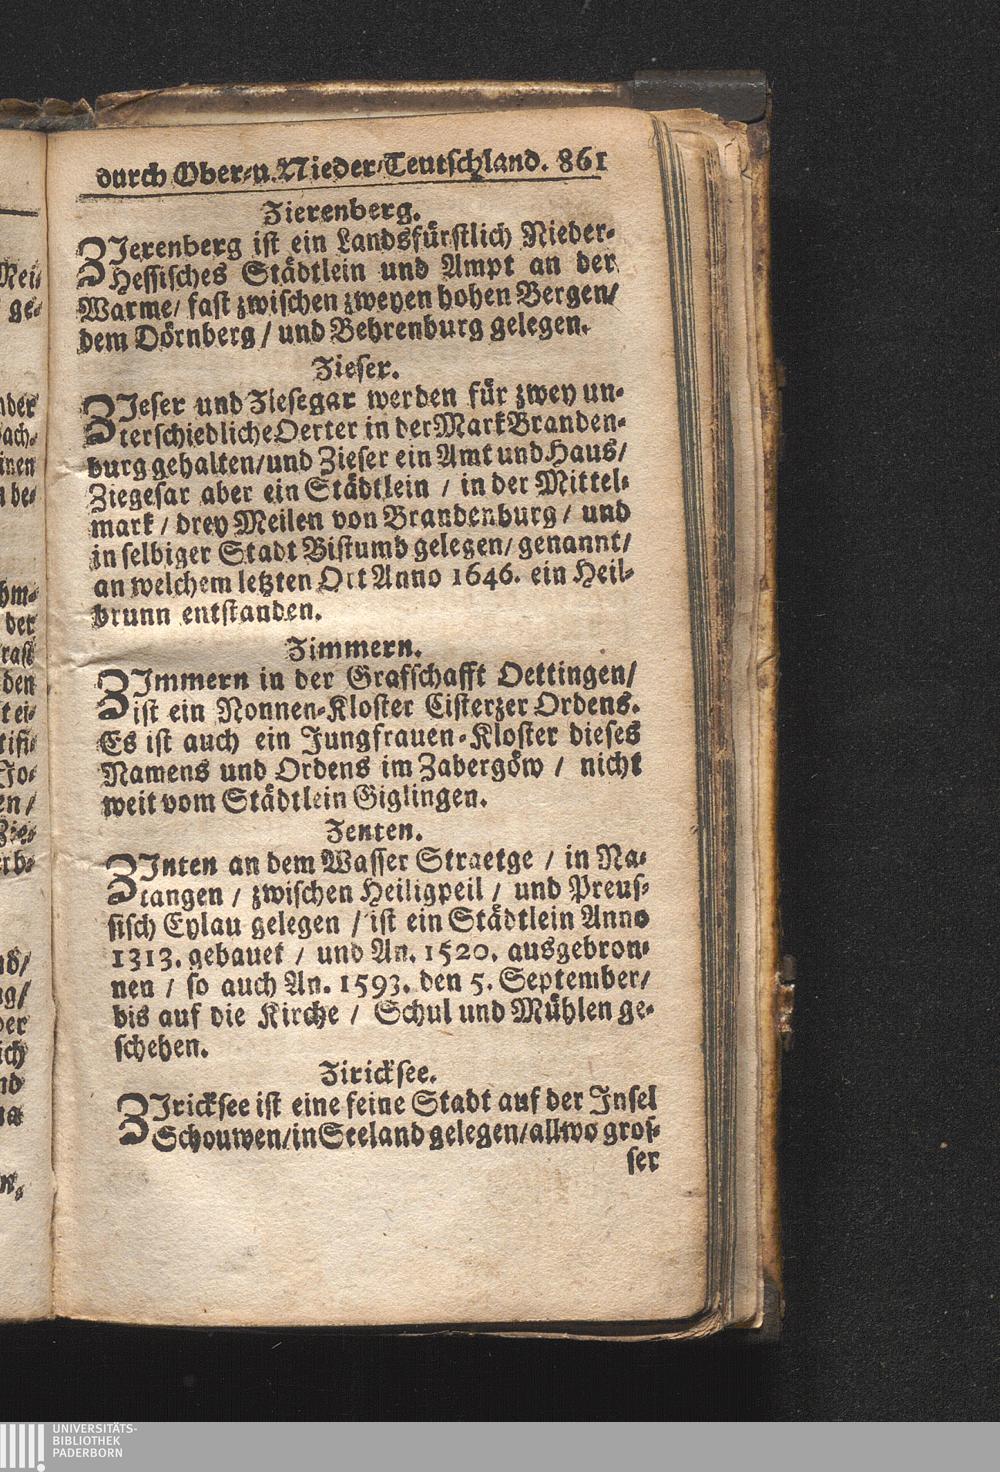 durch Ober- u. Nieder-Teutschland. 861
Zierenberg.
ZIerenberg ist ein Landsfürstlich Nieder-
Hessisches Städtlein und Ampt an der
Warme / fast zwischen zweyen hohen Bergen /
dem Dörnberg / und Behrenburg gelegen.
Zieser.
ZIeser und Ziesegar werden für zwey un-
terschiedliche Oerter in der Mark Branden-
burg gehalten / und Zieser ein Amt und Haus /
Ziegesar aber ein Städtlein / in der Mittel-
mark / drey Meilen von Brandenburg / und
in selbiger Stadt Bistumb gelegen / genannt /
an welchem letzten Ort Anno 1646. ein Heil-
brunn entstanden.
Zimmern.
ZImmern in der Grafschafft Oettingen /
ist ein Nonnen-Kloster Cisterzer Ordens.
Es ist auch ein Jungfrauen-Kloster dieses
Namens und Ordens im Zabergöw / nicht
weit vom Städtlein Giglingen.
Zenten.
ZInten an dem Wasser Straetge / in Na-
tangen / zwischen Heiligpeil / und Preus-
sisch Eylau gelegen / ist ein Städtlein Anno
1313. gebauet / und An. 1520. ausgebron-
nen / so auch An. 1593. den 5. September /
bis auf die Kirche / Schul und Mühlen ge-
schehen.
Ziricksee.
ZIricksee ist eine feine Stadt auf der Insel
Schouwen / in Seeland gelegen / allwo gros-
ser
UNIVERSITÄTS-
BIBLIOTHEK
PADERBORN